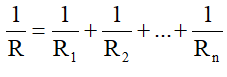 1/R = 1/R₁ + 1/R₂ + ... + 1/Rₙ